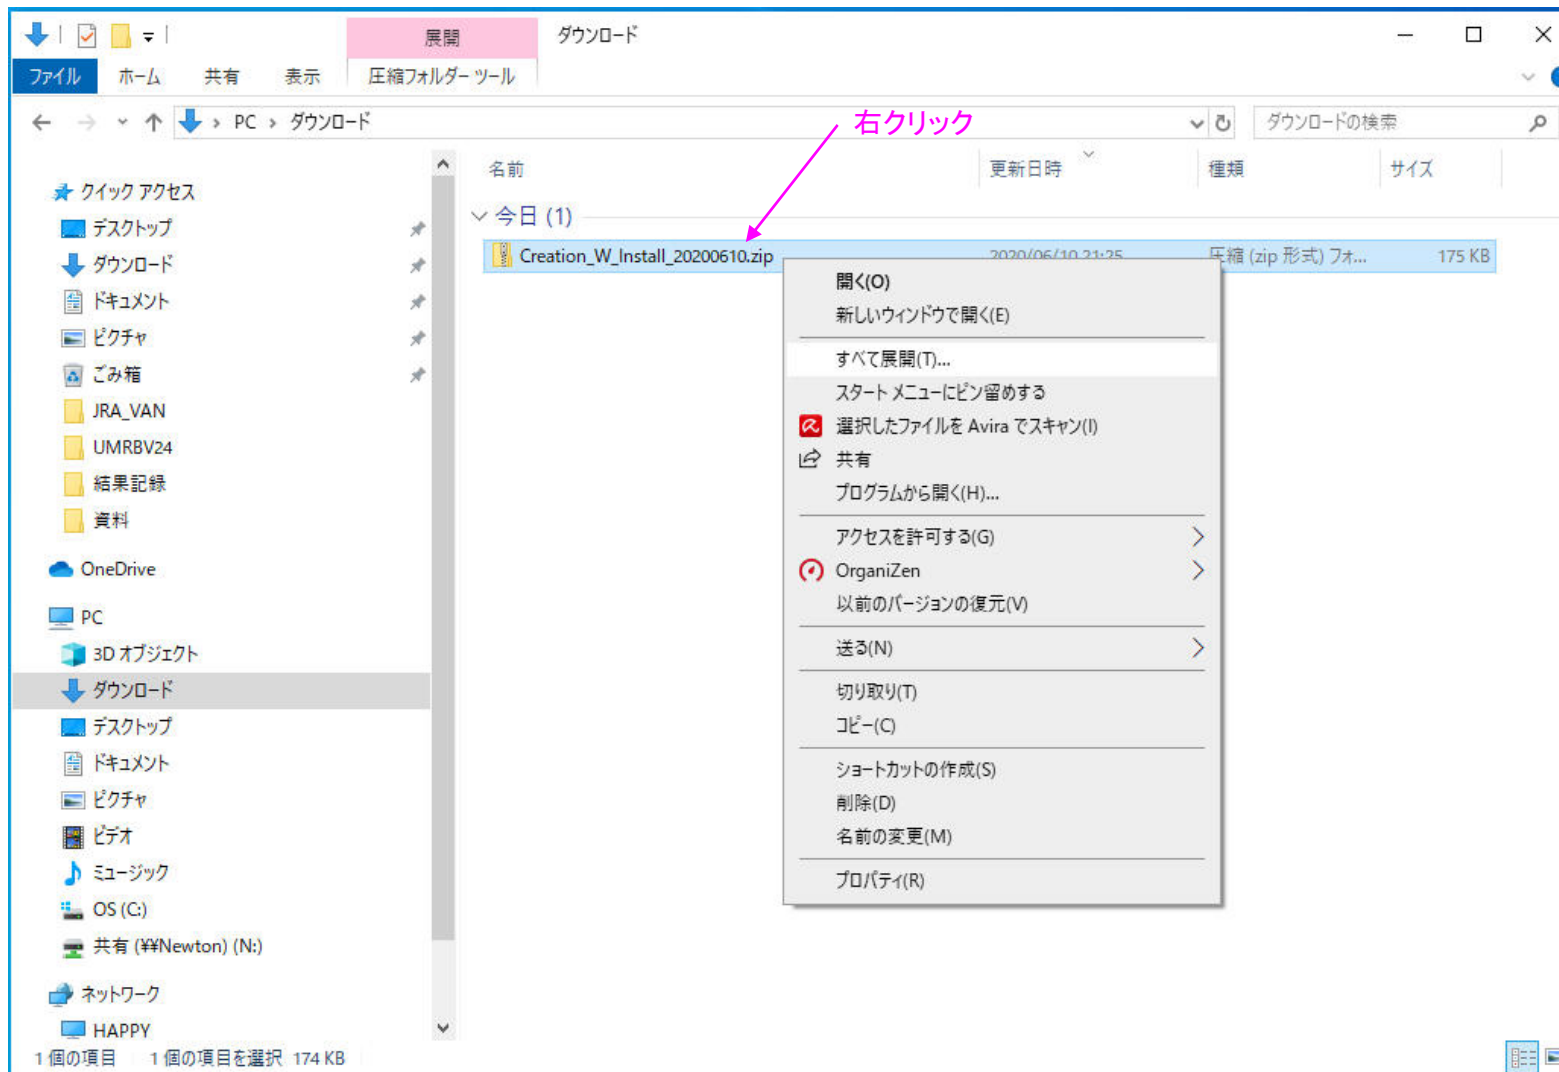 展開
ダウンロード
ファイル
ホーム
共有
表示
圧縮フォルダー ツール
PC
ダウンロード
ダウンロードの検索
右クリック
名前
更新日時
種類
サイズ
今日 (1)
Creation_W_Install_20200610.zip
2020/06/10 21:25
圧縮 (zip 形式) フォ...
175 KB
クイック アクセス
デスクトップ
ダウンロード
ドキュメント
ピクチャ
ごみ箱
JRA_VAN
UMRBV24
結果記録
資料
OneDrive
PC
3D オブジェクト
ダウンロード
デスクトップ
ドキュメント
ピクチャ
ビデオ
ミュージック
OS (C:)
共有 (¥¥Newton) (N:)
ネットワーク
HAPPY
開く(O)
新しいウィンドウで開く(E)
すべて展開(T)...
スタート メニューにピン留めする
選択したファイルを Avira でスキャン(I)
共有
プログラムから開く(H)...
アクセスを許可する(G)
OrganiZen
以前のバージョンの復元(V)
送る(N)
切り取り(T)
コピー(C)
ショートカットの作成(S)
削除(D)
名前の変更(M)
プロパティ(R)
1 個の項目
1 個の項目を選択 174 KB